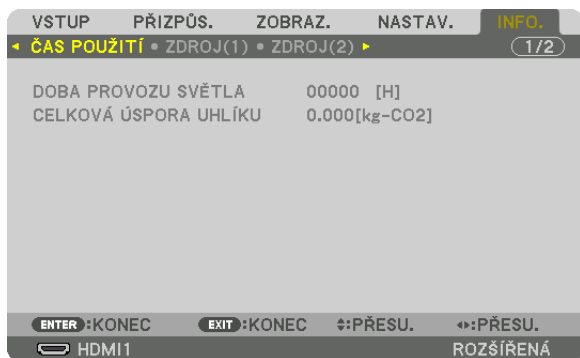 VSTUP PŘIZPŮS. ZOBRAZ. NASTAV. INFO.
◂ ČAS POUŽITÍ • ZDROJ(1) • ZDROJ(2) ▸ 1/2
DOBA PROVOZU SVĚTLA 00000 [H]
CELKOVÁ ÚSPORA UHLÍKU 0.000[kg-CO2]
ENTER:KONEC EXIT:KONEC ⬍:PŘESU. ⬌:PŘESU.
HDMI1 ROZŠÍŘENÁ